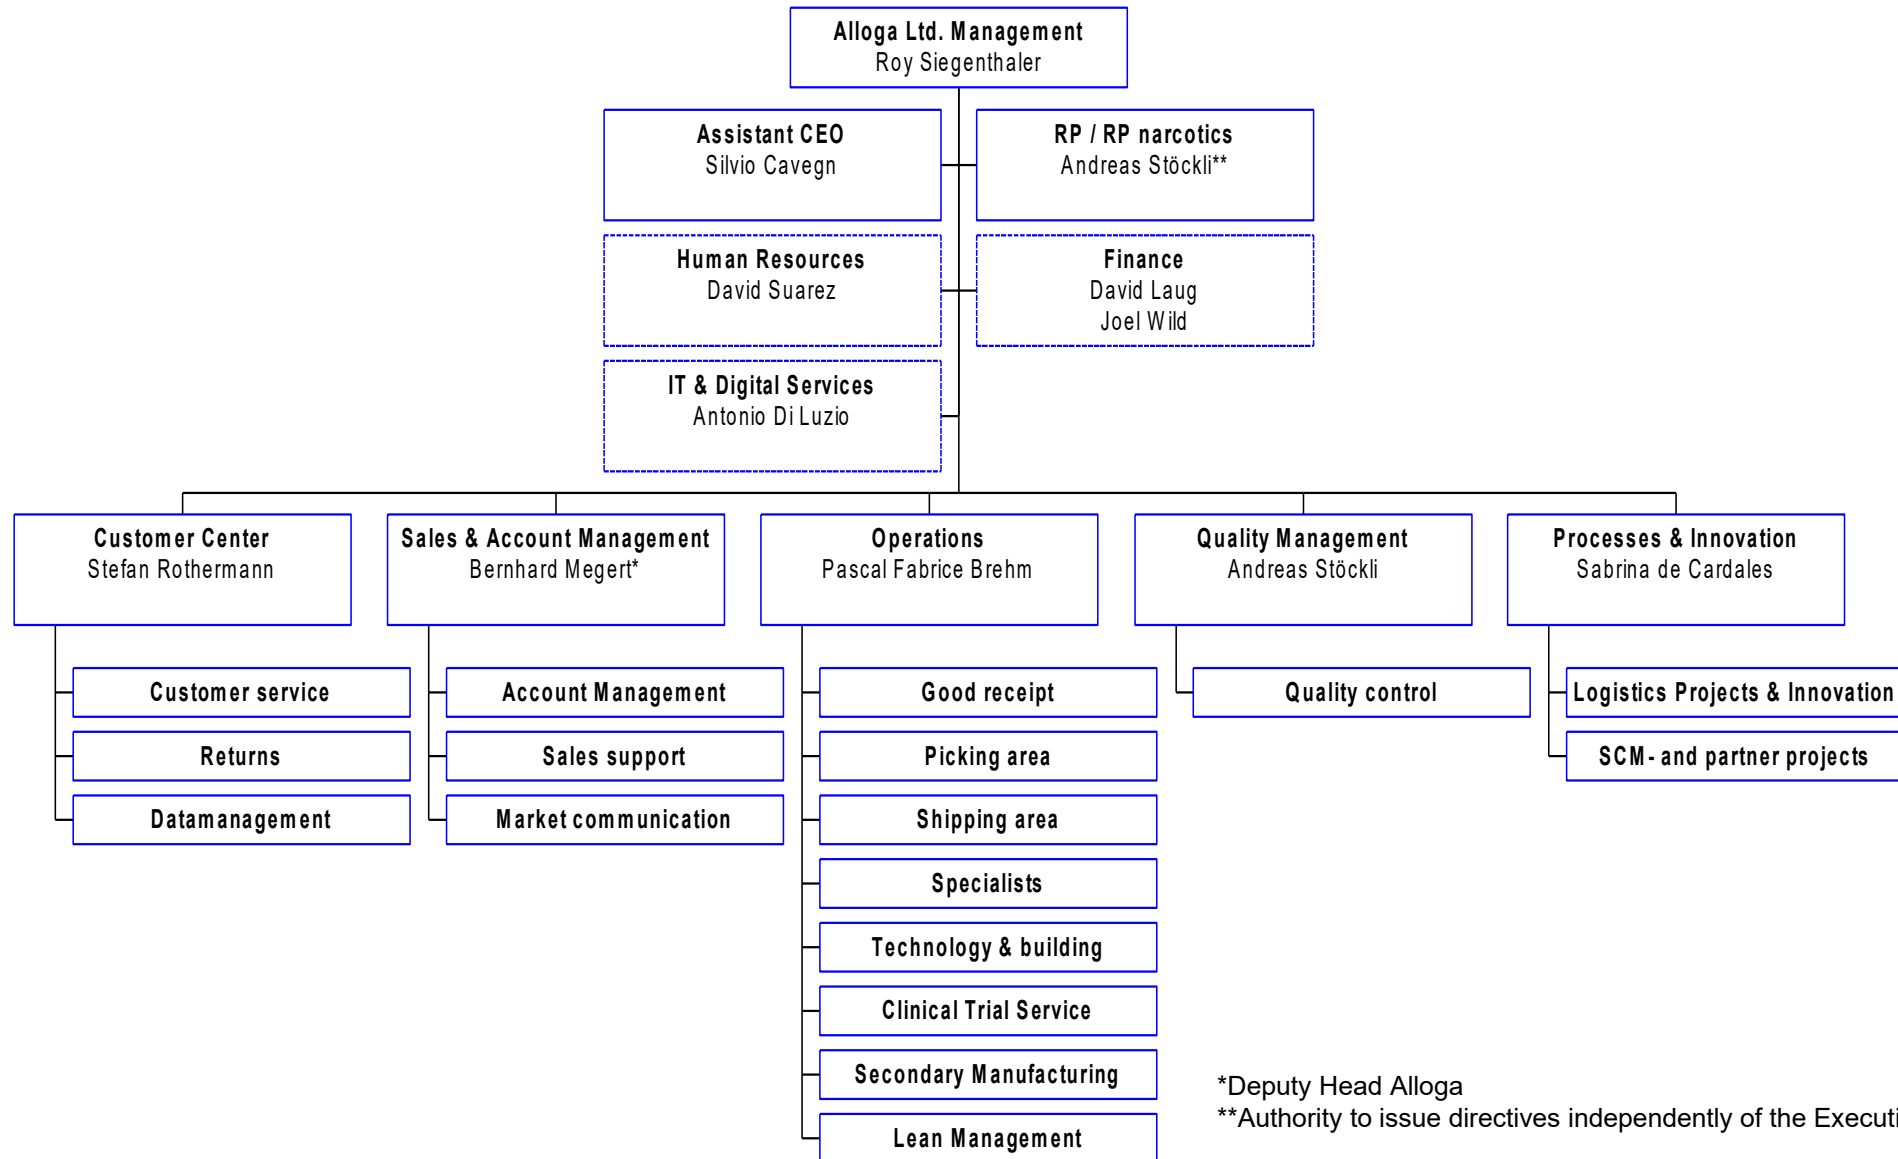 Alloga Ltd. Management
Roy Siegenthaler
Assistant CEO
Silvio Cavegn
RP / RP narcotics
Andreas Stöckli**
Human Resources
David Suarez
Finance
David Laug
Joel Wild
IT & Digital Services
Antonio Di Luzio
Customer Center
Stefan Rothermann
Sales & Account Management
Bernhard Megert*
Operations
Pascal Fabrice Brehm
Quality Management
Andreas Stöckli
Processes & Innovation
Sabrina de Cardales
Customer service
Returns
Datamanagement
Account Management
Sales support
Market communication
Good receipt
Picking area
Shipping area
Specialists
Technology & building
Clinical Trial Service
Secondary Manufacturing
Lean Management
Quality control
Logistics Projects & Innovation
SCM- and partner projects
*Deputy Head Alloga
**Authority to issue directives independently of the Executi